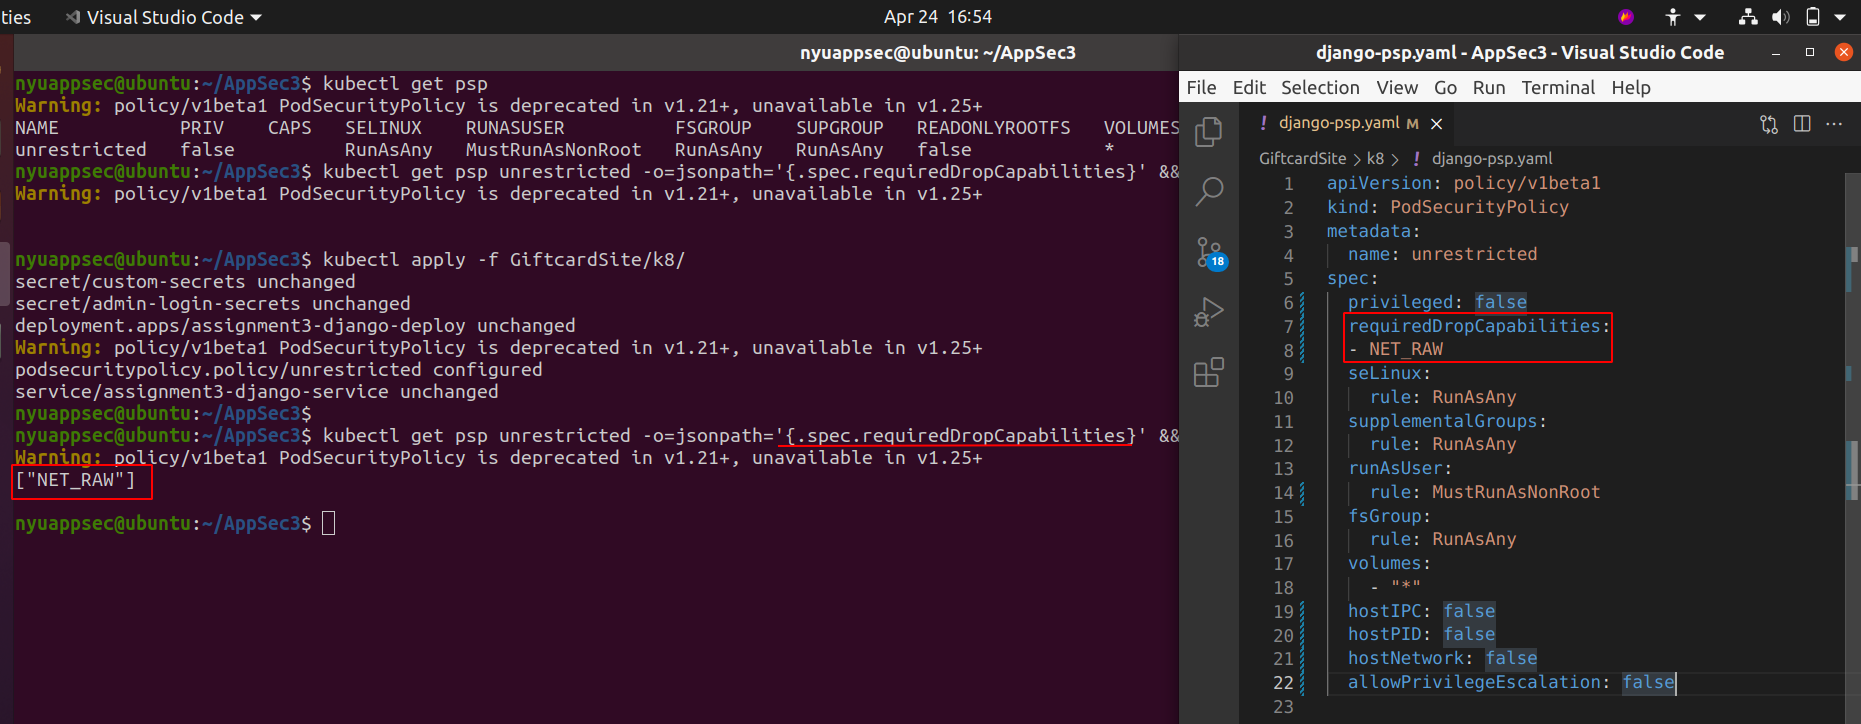 ties Visual Studio Code Apr 24 16:54
nyuappsec@ubuntu: ~/AppSec3
nyuappsec@ubuntu:~/AppSec3$ kubectl get psp
Warning: policy/v1beta1 PodSecurityPolicy is deprecated in v1.21+, unavailable in v1.25+
NAME PRIV CAPS SELINUX RUNASUSER FSGROUP SUPGROUP READONLYROOTFS VOLUMES
unrestricted false RunAsAny MustRunAsNonRoot RunAsAny RunAsAny false *
nyuappsec@ubuntu:~/AppSec3$ kubectl get psp unrestricted -o=jsonpath='{.spec.requiredDropCapabilities}' &&
Warning: policy/v1beta1 PodSecurityPolicy is deprecated in v1.21+, unavailable in v1.25+
nyuappsec@ubuntu:~/AppSec3$ kubectl apply -f GiftcardSite/k8/
secret/custom-secrets unchanged
secret/admin-login-secrets unchanged
deployment.apps/assignment3-django-deploy unchanged
Warning: policy/v1beta1 PodSecurityPolicy is deprecated in v1.21+, unavailable in v1.25+
podsecuritypolicy.policy/unrestricted configured
service/assignment3-django-service unchanged
nyuappsec@ubuntu:~/AppSec3$
nyuappsec@ubuntu:~/AppSec3$ kubectl get psp unrestricted -o=jsonpath='{.spec.requiredDropCapabilities}' &&
Warning: policy/v1beta1 PodSecurityPolicy is deprecated in v1.21+, unavailable in v1.25+
["NET_RAW"]
nyuappsec@ubuntu:~/AppSec3$
django-psp.yaml - AppSec3 - Visual Studio Code
File Edit Selection View Go Run Terminal Help
! django-psp.yaml M
GiftcardSite > k8 > ! django-psp.yaml
18
1 apiVersion: policy/v1beta1
2 kind: PodSecurityPolicy
3 metadata:
4 name: unrestricted
5 spec:
6 privileged: false
7 requiredDropCapabilities:
8 - NET_RAW
9 seLinux:
10 rule: RunAsAny
11 supplementalGroups:
12 rule: RunAsAny
13 runAsUser:
14 rule: MustRunAsNonRoot
15 fsGroup:
16 rule: RunAsAny
17 volumes:
18 - "*"
19 hostIPC: false
20 hostPID: false
21 hostNetwork: false
22 allowPrivilegeEscalation: false
23